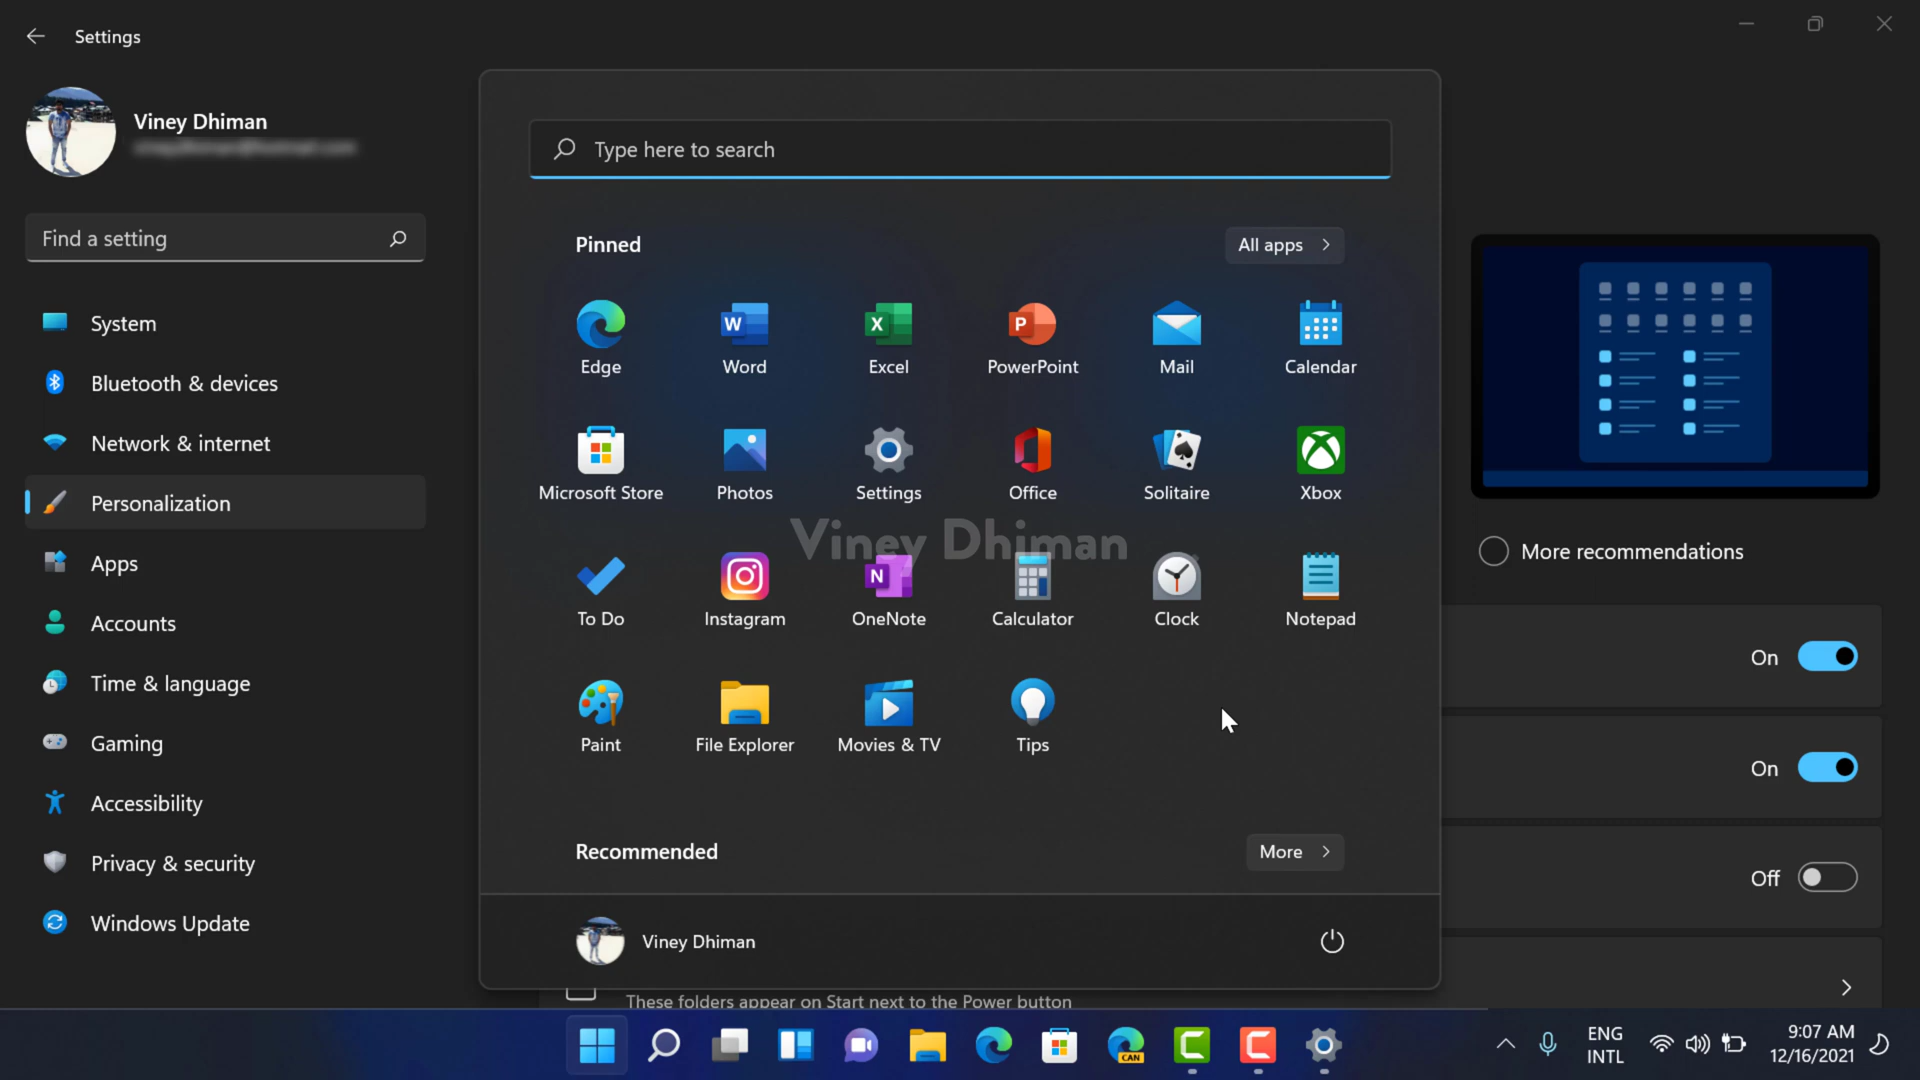 Settings
Viney Dhiman
Find a setting
System
Bluetooth & devices
Network & internet
Personalization
Apps
Accounts
Time & language
Gaming
Accessibility
Privacy & security
Windows Update
Type here to search
Pinned
All apps
Edge
Word
Excel
PowerPoint
Mail
Calendar
Microsoft Store
Photos
Settings
Office
Solitaire
Xbox
Viney Dhiman
To Do
Instagram
OneNote
Calculator
Clock
Notepad
Paint
File Explorer
Movies & TV
Tips
Recommended
More
Viney Dhiman
More recommendations
On
On
Off
These folders appear on Start next to the Power button
CAN
ENG
INTL
9:07 AM
12/16/2021